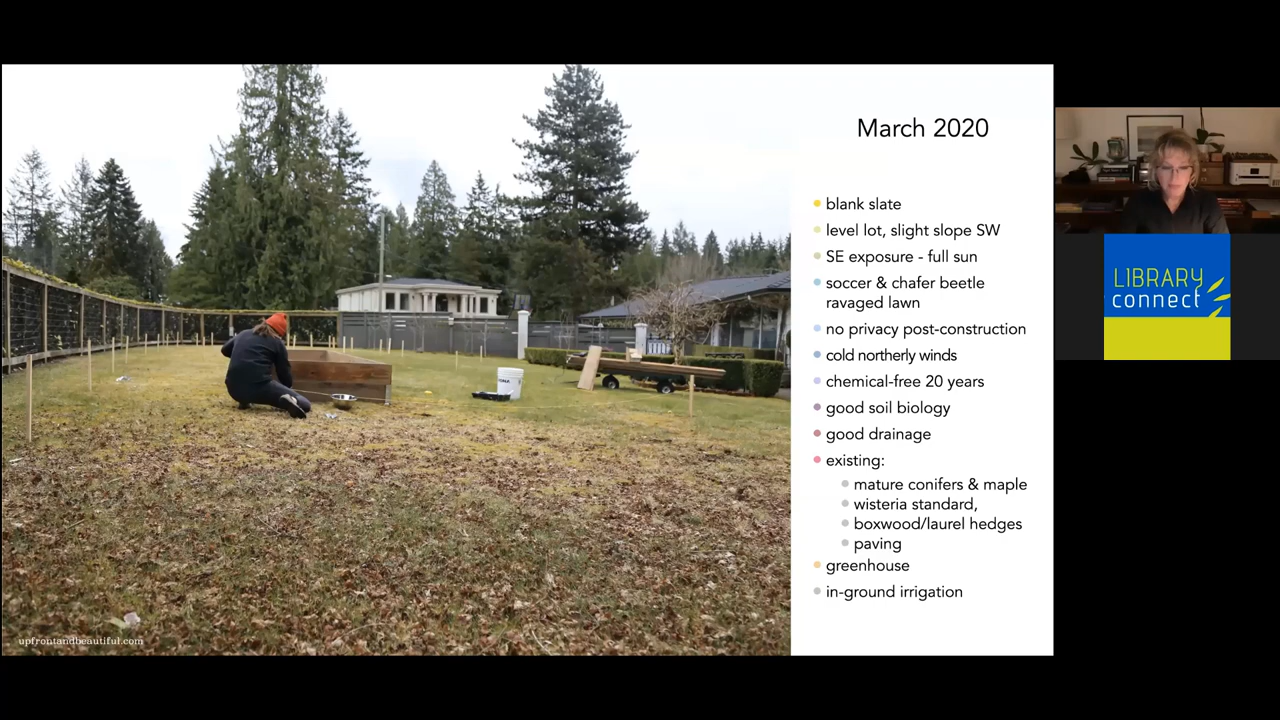 March 2020
blank slate
level lot, slight slope SW
SE exposure - full sun
soccer & chafer beetle
ravaged lawn
no privacy post-construction
cold northerly winds
chemical-free 20 years
good soil biology
good drainage
existing:
mature conifers & maple
wisteria standard,
boxwood/laurel hedges
paving
greenhouse
in-ground irrigation
upfrontandbeautiful.com
LIBRARY
connect